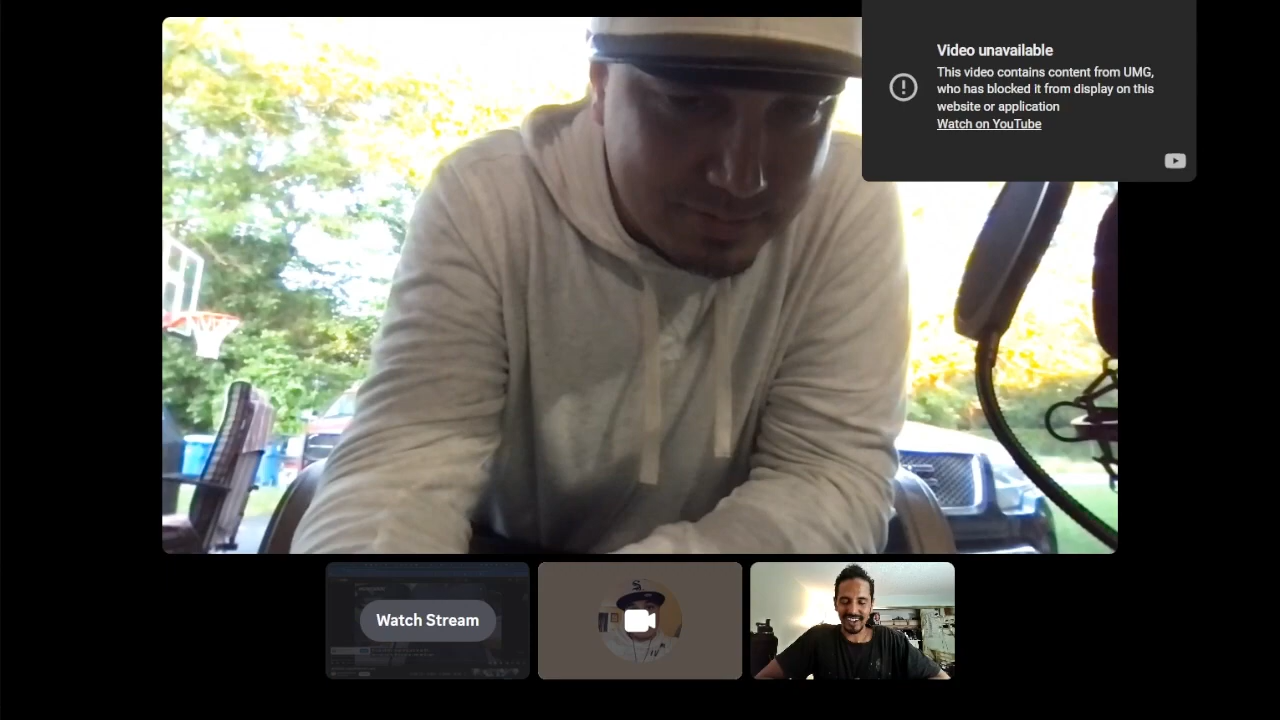 Video unavailable
This video contains content from UMG,
who has blocked it from display on this
website or application
Watch on YouTube
Watch Stream
S